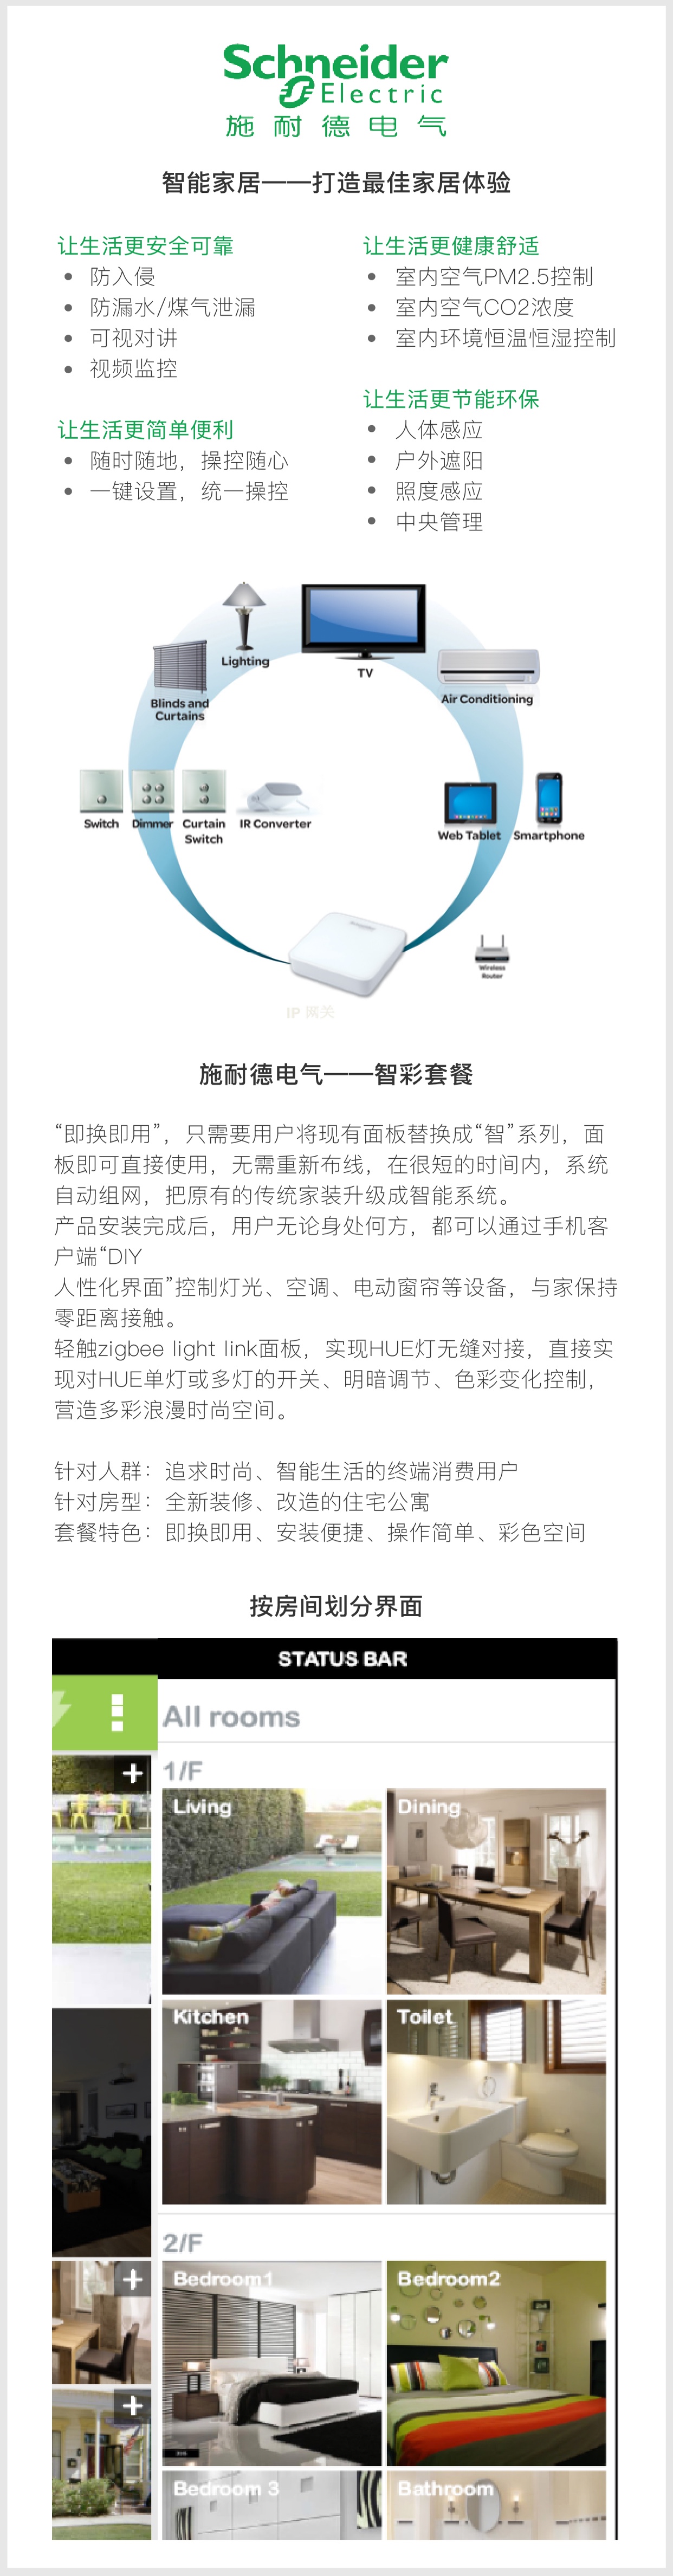 Schneider
Electric
施耐德电气
智能家居——打造最佳家居体验
让生活更安全可靠
• 防入侵
• 防漏水/煤气泄漏
• 可视对讲
• 视频监控
让生活更简单便利
• 随时随地，操控随心
• 一键设置，统一操控
让生活更健康舒适
• 室内空气PM2.5控制
• 室内空气CO2浓度
• 室内环境恒温恒湿控制
让生活更节能环保
• 人体感应
• 户外遮阳
• 照度感应
• 中央管理
Lighting
TV
Blinds and
Curtains
Air Conditioning
Switch
Dimmer
Curtain
Switch
IR Converter
Web Tablet
Smartphone
Wireless
Router
IP 网关
施耐德电气——智彩套餐
“即换即用”，只需要用户将现有面板替换成“智”系列，面
板即可直接使用，无需重新布线，在很短的时间内，系统
自动组网，把原有的传统家装升级成智能系统。
产品安装完成后，用户无论身处何方，都可以通过手机客
户端“DIY
人性化界面”控制灯光、空调、电动窗帘等设备，与家保持
零距离接触。
轻触zigbee light link面板，实现HUE灯无缝对接，直接实
现对HUE单灯或多灯的开关、明暗调节、色彩变化控制，
营造多彩浪漫时尚空间。
针对人群：追求时尚、智能生活的终端消费用户
针对房型：全新装修、改造的住宅公寓
套餐特色：即换即用、安装便捷、操作简单、彩色空间
按房间划分界面
STATUS BAR
All rooms
1/F
Living
Dining
Kitchen
Toilet
2/F
Bedroom1
Bedroom2
Bedroom 3
Bathroom